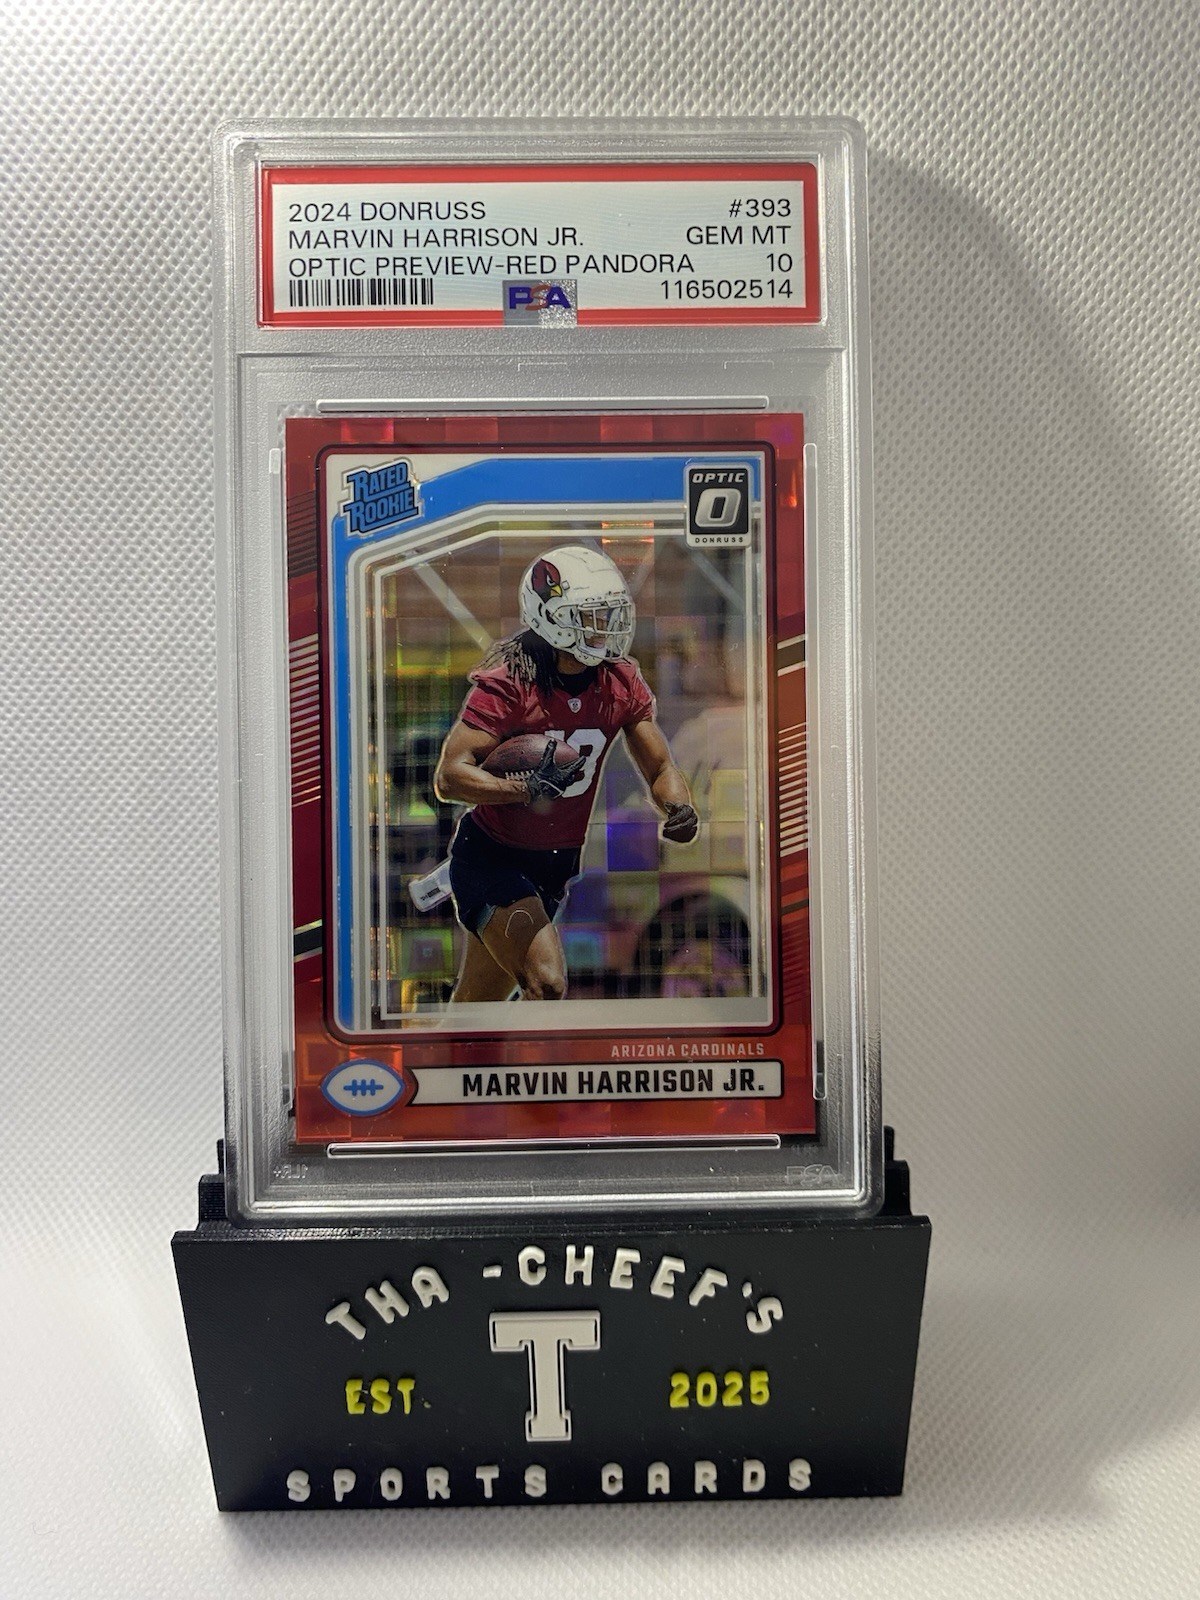 2024 DONRUSS #393
MARVIN HARRISON JR. GEM MT
OPTIC PREVIEW-RED PANDORA 10
PSA 116502514
RATED
ROOKIE
OPTIC
O
DONRUSS
ARIZONA CARDINALS
MARVIN HARRISON JR.
PSA
THA-CHEEF'S
T
EST. 2025
SPORTS CARDS